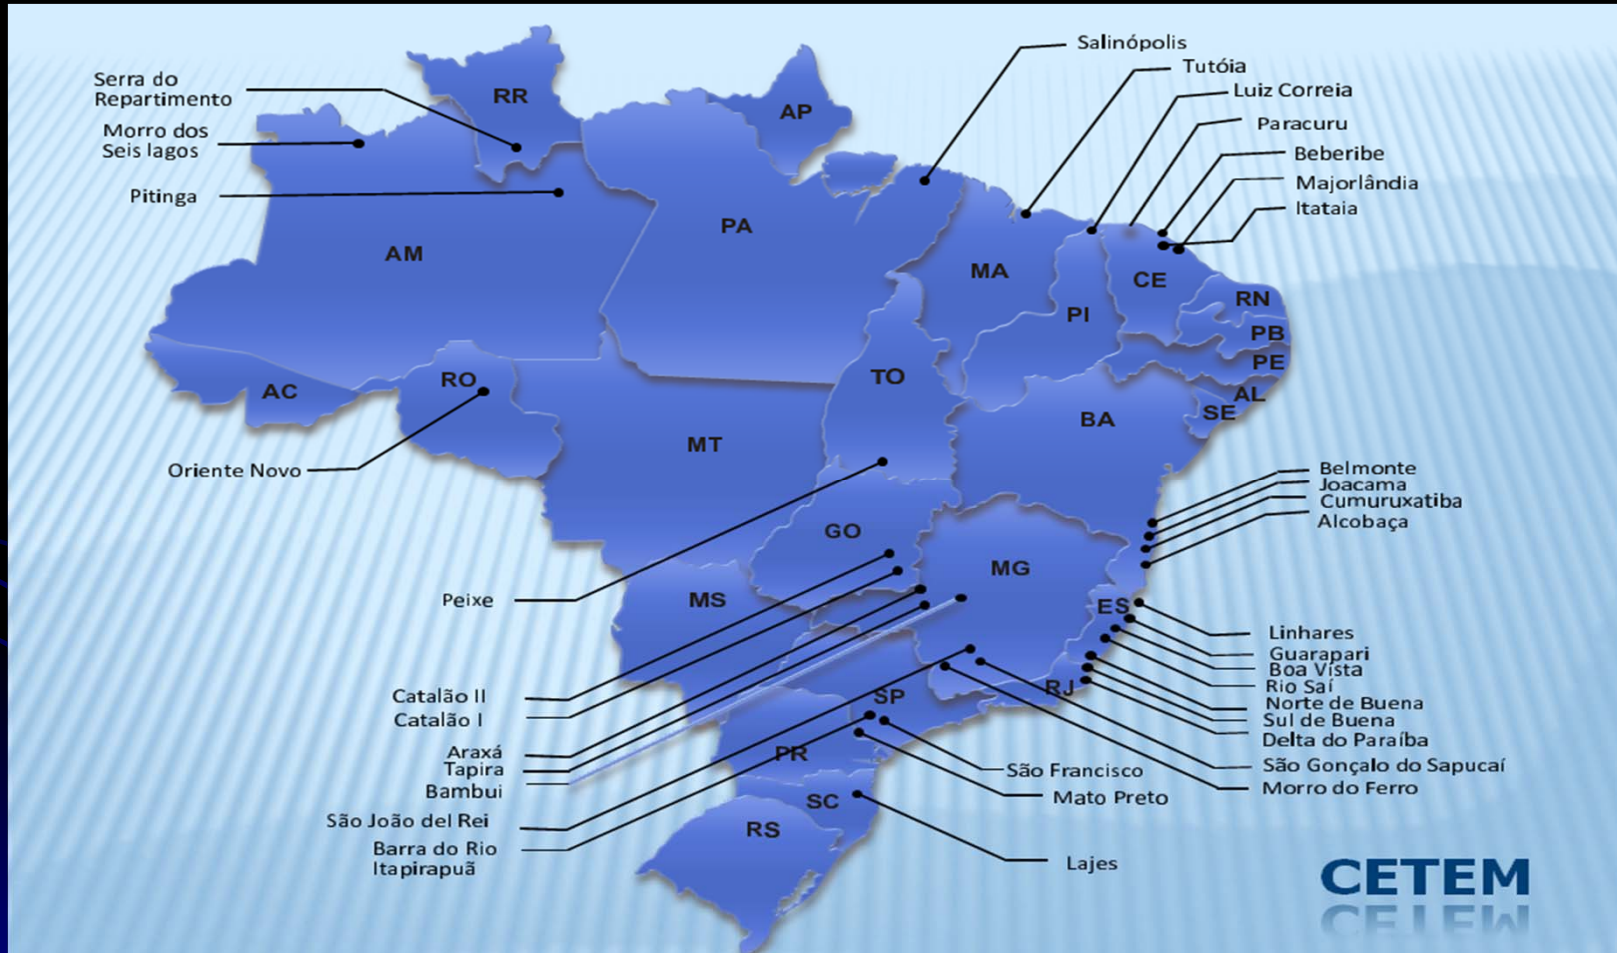 Salinópolis
Tutóia
Luiz Correia
Paracuru
Beberibe
Majorlândia
Itataia
Serra do
Repartimento
Morro dos
Seis lagos
Pitinga
Oriente Novo
Peixe
Catalão II
Catalão I
Araxá
Tapira
Bambui
São João del Rei
Barra do Rio
Itapirapuã
RR
AP
AM
PA
MA
CE
RN
PI
PB
PE
AL
SE
AC
RO
TO
BA
MT
GO
MG
MS
ES
SP
RJ
PR
SC
RS
Belmonte
Joacama
Cumuruxatiba
Alcobaça
Linhares
Guarapari
Boa Vista
Rio Saí
Norte de Buena
Sul de Buena
Delta do Paraíba
São Gonçalo do Sapucaí
Morro do Ferro
São Francisco
Mato Preto
Lajes
CETEM